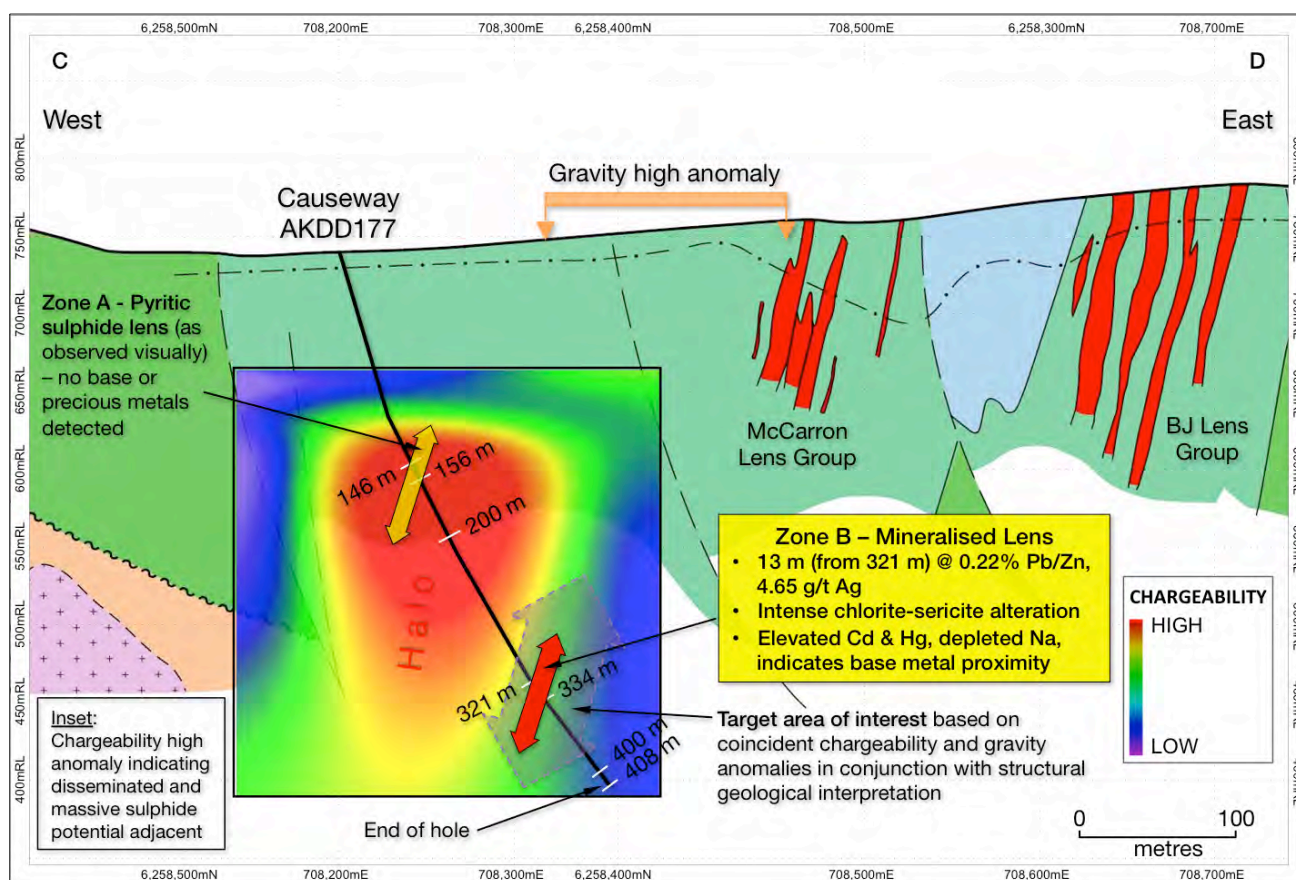 6,258,500mN
708,200mE
708,300mE
6,258,400mN
708,500mE
6,258,300mN
708,700mE
C
D
West
East
800mRL
750mRL
700mRL
650mRL
600mRL
550mRL
500mRL
450mRL
400mRL
Causeway
AKDD177
Gravity high anomaly
Zone A - Pyritic
sulphide lens (as
observed visually)
– no base or
precious metals
detected
146 m
156 m
200 m
Halo
321 m
334 m
400 m
408 m
End of hole
McCarron
Lens Group
BJ Lens
Group
Zone B – Mineralised Lens
• 13 m (from 321 m) @ 0.22% Pb/Zn,
4.65 g/t Ag
• Intense chlorite-sericite alteration
• Elevated Cd & Hg, depleted Na,
indicates base metal proximity
Target area of interest based on
coincident chargeability and gravity
anomalies in conjunction with structural
geological interpretation
CHARGEABILITY
HIGH
LOW
Inset:
Chargeability high
anomaly indicating
disseminated and
massive sulphide
potential adjacent
0
100
metres
6,258,500mN
708,200mE
708,300mE
6,258,400mN
708,500mE
708,600mE
708,700mE